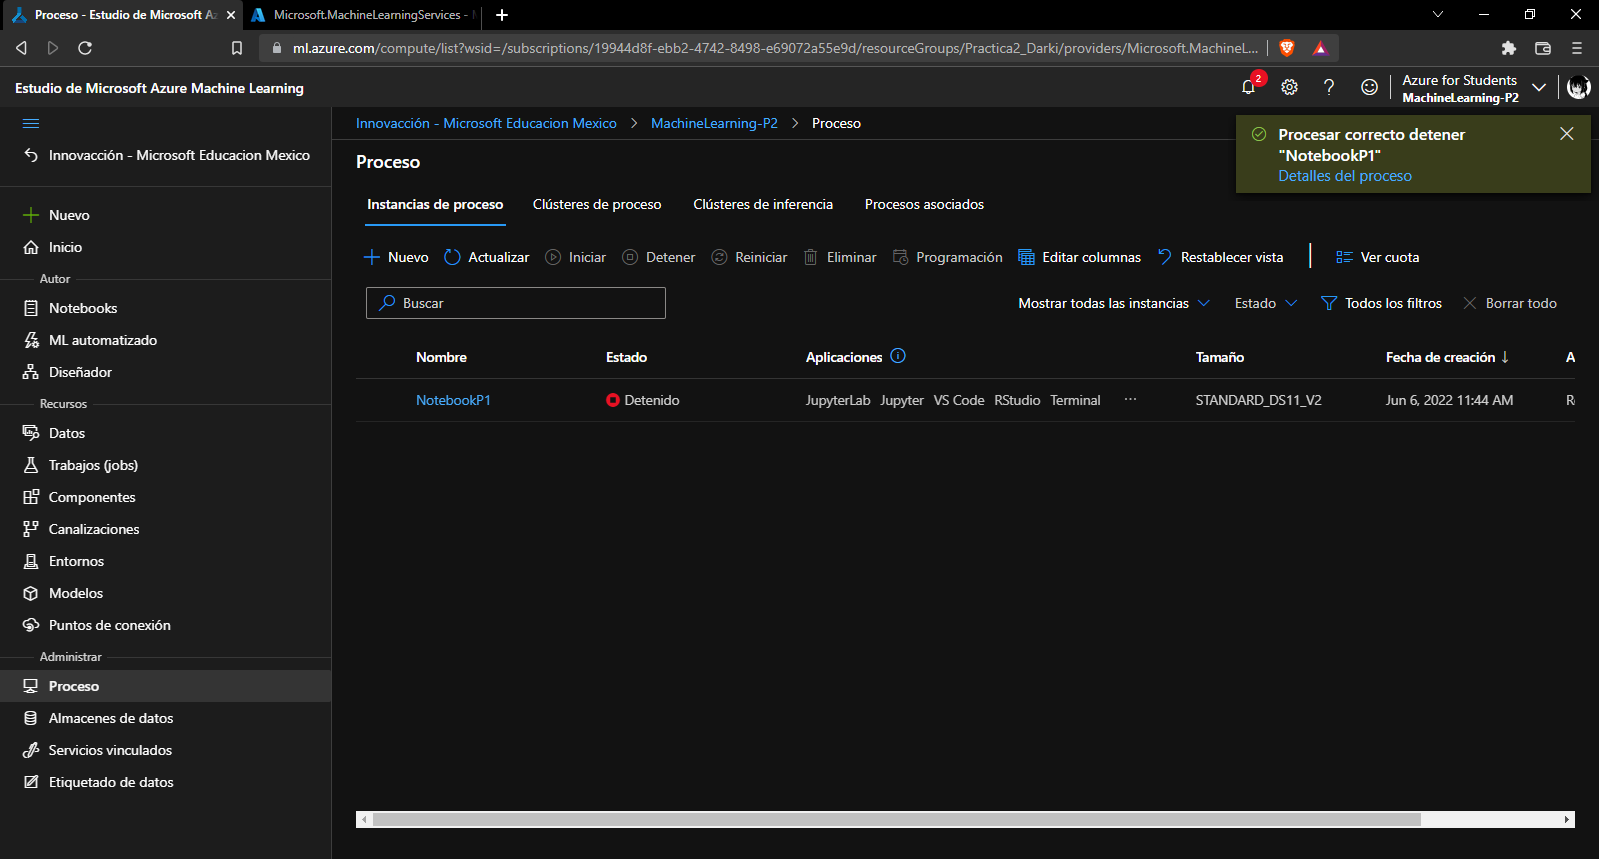 Proceso - Estudio de Microsoft Az
Microsoft.MachineLearningServices -
ml.azure.com/compute/list?wsid=/subscriptions/19944d8f-ebb2-4742-8498-e69072a55e9d/resourceGroups/Practica2_Darki/providers/Microsoft.MachineL...
Estudio de Microsoft Azure Machine Learning
2
Azure for Students
MachineLearning-P2
Innovacción - Microsoft Educacion Mexico
Nuevo
Inicio
Autor
Notebooks
ML automatizado
Diseñador
Recursos
Datos
Trabajos (jobs)
Componentes
Canalizaciones
Entornos
Modelos
Puntos de conexión
Administrar
Proceso
Almacenes de datos
Servicios vinculados
Etiquetado de datos
Innovacción - Microsoft Educacion Mexico > MachineLearning-P2 > Proceso
Procesar correcto detener
"NotebookP1"
Detalles del proceso
Proceso
Instancias de proceso Clústeres de proceso Clústeres de inferencia Procesos asociados
Nuevo Actualizar Iniciar Detener Reiniciar Eliminar Programación Editar columnas Restablecer vista Ver cuota
Buscar Mostrar todas las instancias Estado Todos los filtros Borrar todo
Nombre Estado Aplicaciones Tamaño Fecha de creación ↓ A
NotebookP1 Detenido JupyterLab Jupyter VS Code RStudio Terminal ... STANDARD_DS11_V2 Jun 6, 2022 11:44 AM